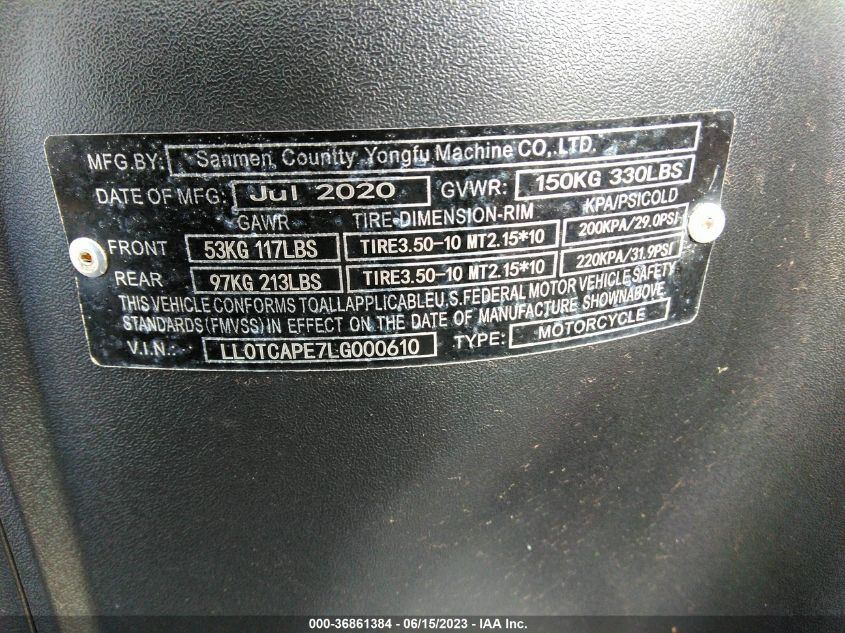 MFG.BY: Sanmen Countity Yongfu Machine CO,.LTD.
DATE OF MFG: Jul 2020 GVWR: 150KG 330LBS
GAWR TIRE-DIMENSION-RIM KPA/PSICOLD
FRONT 53KG 117LBS TIRE3.50-10 MT2.15*10 200KPA/29.0PSI
REAR 97KG 213LBS TIRE3.50-10 MT2.15*10 220KPA/31.9PSI
THIS VEHICLE CONFORMS TOALLAPPLICABLEU.S.FEDERAL MOTOR VEHICLE SAFETY
STANDARDS(FMVSS)IN EFFECT ON THE DATE OF MANUFACTURE SHOWNABOVE
V.I.N.: LL0TCAPE7LG000610 TYPE: MOTORCYCLE
000-36861384 - 06/15/2023 - IAA Inc.